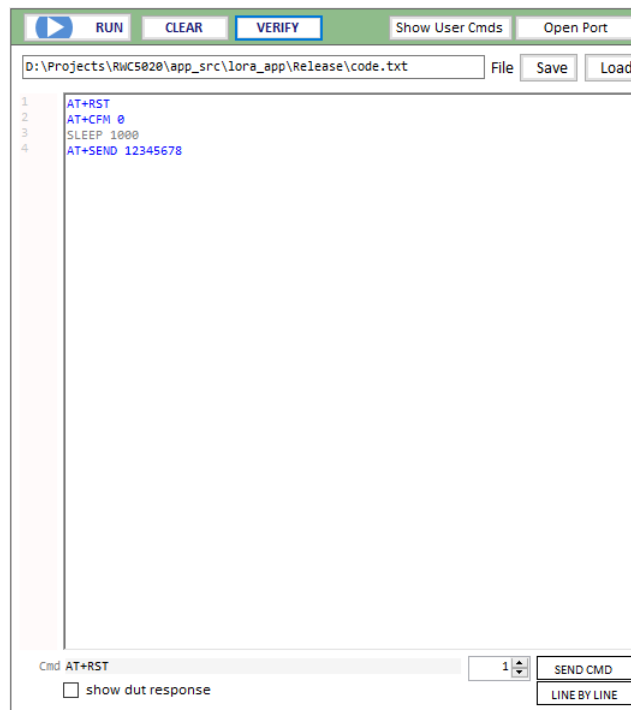 RUN CLEAR VERIFY Show User Cmds Open Port
D:\Projects\RWC5020\app_src\lora_app\Release\code.txt File Save Load
1 AT+RST
2 AT+CFM 0
3 SLEEP 1000
4 AT+SEND 12345678
Cmd AT+RST 1 SEND CMD
show dut response LINE BY LINE